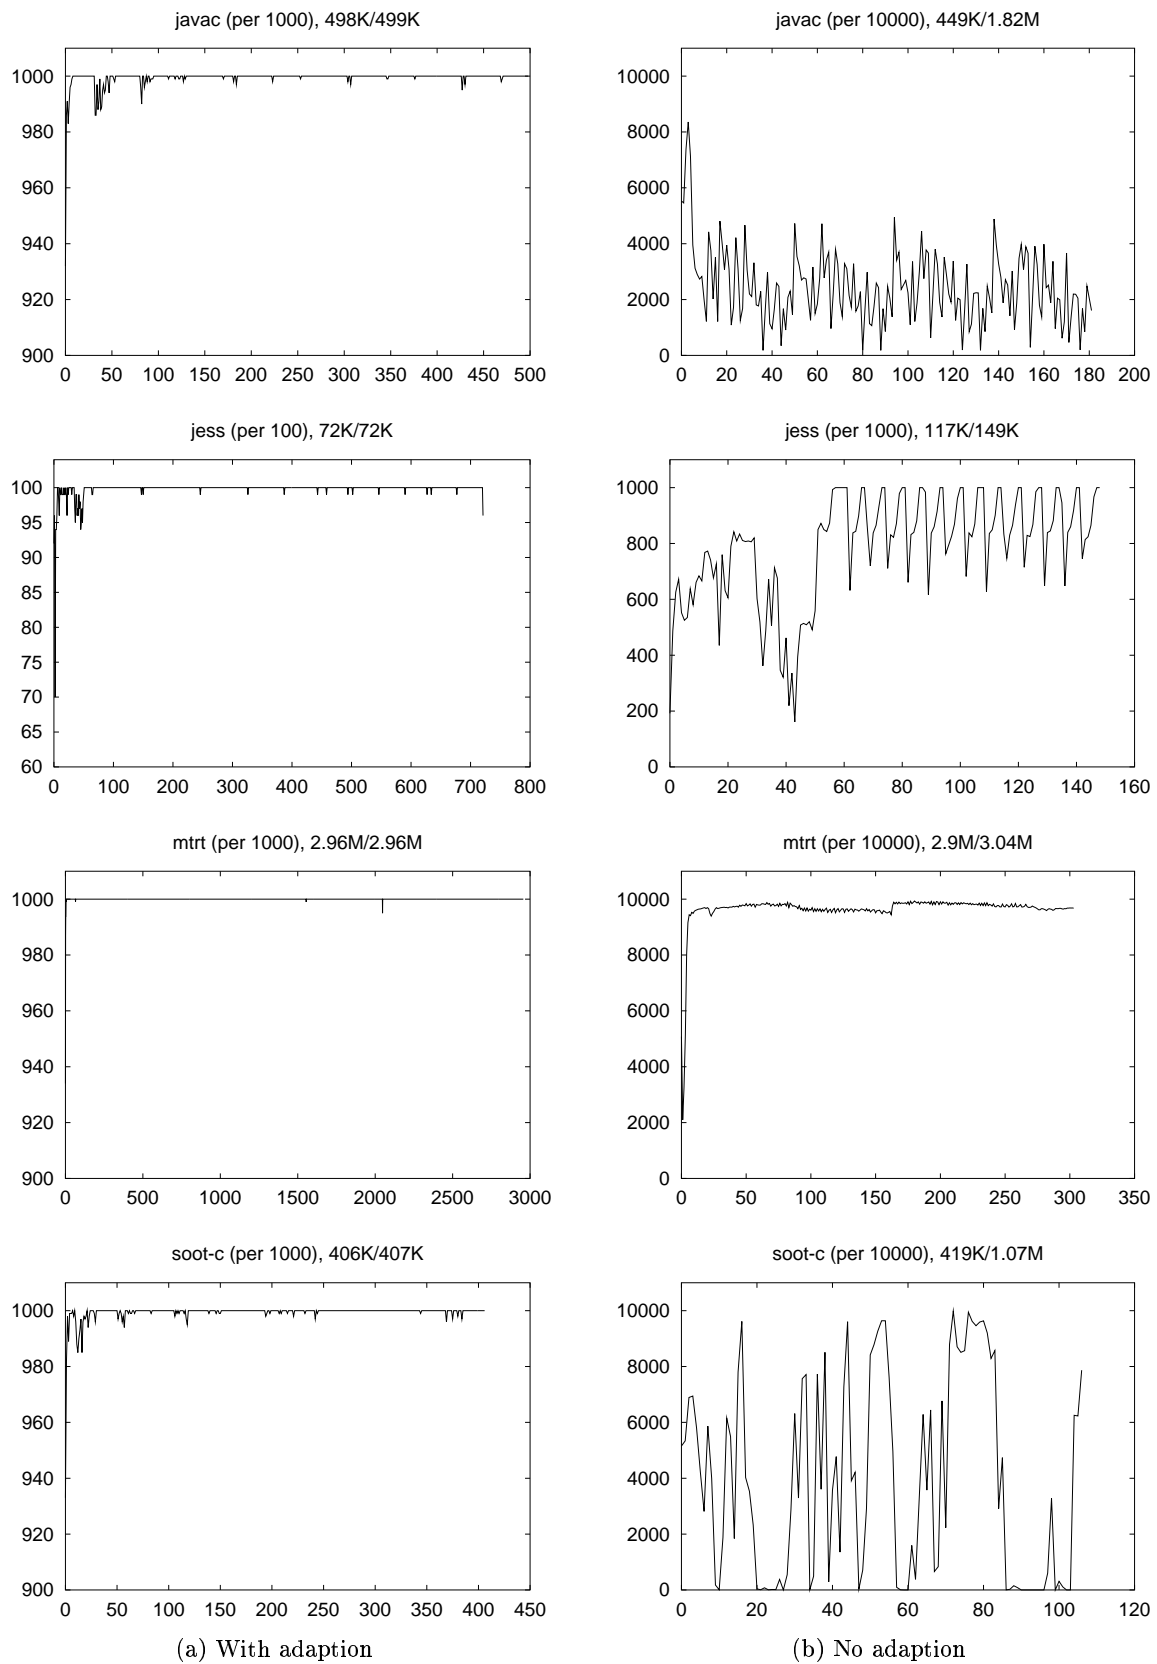 javac (per 1000), 498K/499K
1000
980
960
940
920
900
0 50 100 150 200 250 300 350 400 450 500
javac (per 10000), 449K/1.82M
10000
8000
6000
4000
2000
0
0 20 40 60 80 100 120 140 160 180 200
jess (per 100), 72K/72K
100
95
90
85
80
75
70
65
60
0 100 200 300 400 500 600 700 800
jess (per 1000), 117K/149K
1000
800
600
400
200
0
0 20 40 60 80 100 120 140 160
mtrt (per 1000), 2.96M/2.96M
1000
980
960
940
920
900
0 500 1000 1500 2000 2500 3000
mtrt (per 10000), 2.9M/3.04M
10000
8000
6000
4000
2000
0
0 50 100 150 200 250 300 350
soot-c (per 1000), 406K/407K
1000
980
960
940
920
900
0 50 100 150 200 250 300 350 400 450
soot-c (per 10000), 419K/1.07M
10000
8000
6000
4000
2000
0
0 20 40 60 80 100 120
(a) With adaption
(b) No adaption